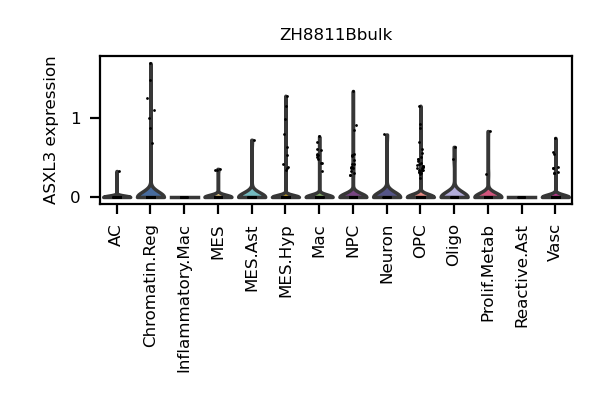 ZH8811Bbulk
ASXL3 expression
1
0
AC
Chromatin.Reg
Inflammatory.Mac
MES
MES.Ast
MES.Hyp
Mac
NPC
Neuron
OPC
Oligo
Prolif.Metab
Reactive.Ast
Vasc